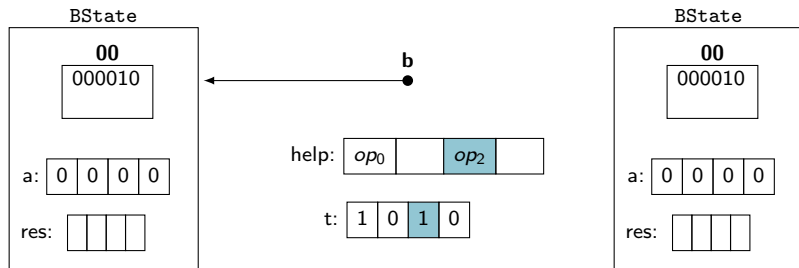 BState
00
000010
a: 0 0 0 0
res:
b
help: op0 op2
t: 1 0 1 0
BState
00
000010
a: 0 0 0 0
res: